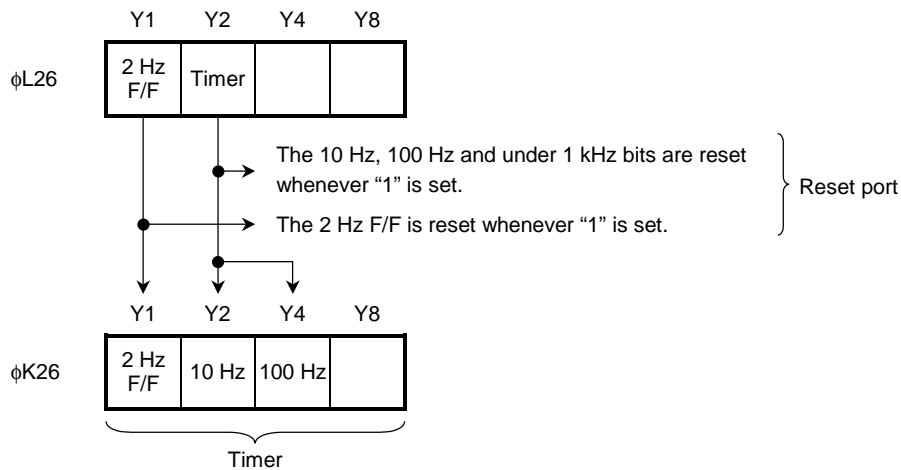 Y1 Y2 Y4 Y8
φL26
2 Hz
F/F
Timer
The 10 Hz, 100 Hz and under 1 kHz bits are reset
whenever “1” is set.
Reset port
The 2 Hz F/F is reset whenever “1” is set.
Y1 Y2 Y4 Y8
φK26
2 Hz
F/F
10 Hz
100 Hz
Timer